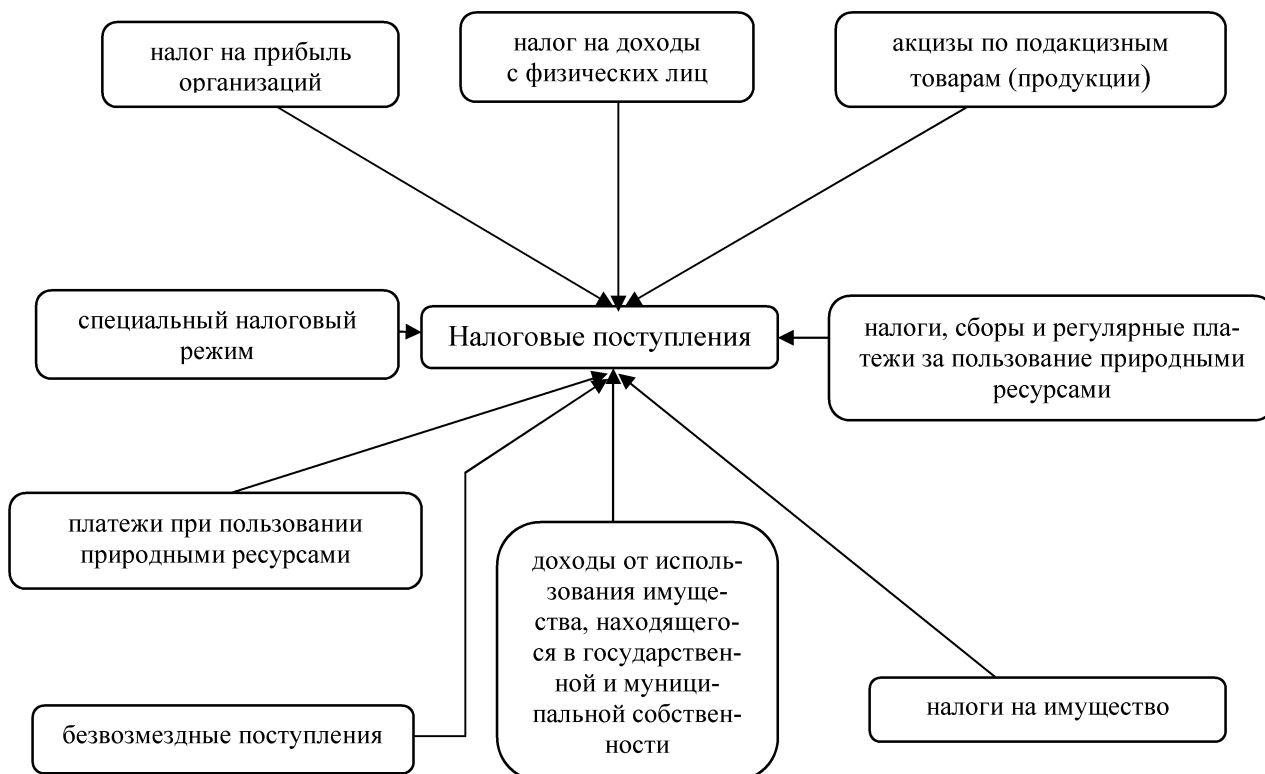 налог на прибыль
организаций
налог на доходы
с физических лиц
акцизы по подакцизным
товарам (продукции)
специальный налоговый
режим
Налоговые поступления
налоги, сборы и регулярные пла-
тежи за пользование природными
ресурсами
платежи при пользовании
природными ресурсами
доходы от исполь-
зования имуще-
ства, находящего-
ся в государствен-
ной и муници-
пальной собствен-
ности
безвозмездные поступления
налоги на имущество